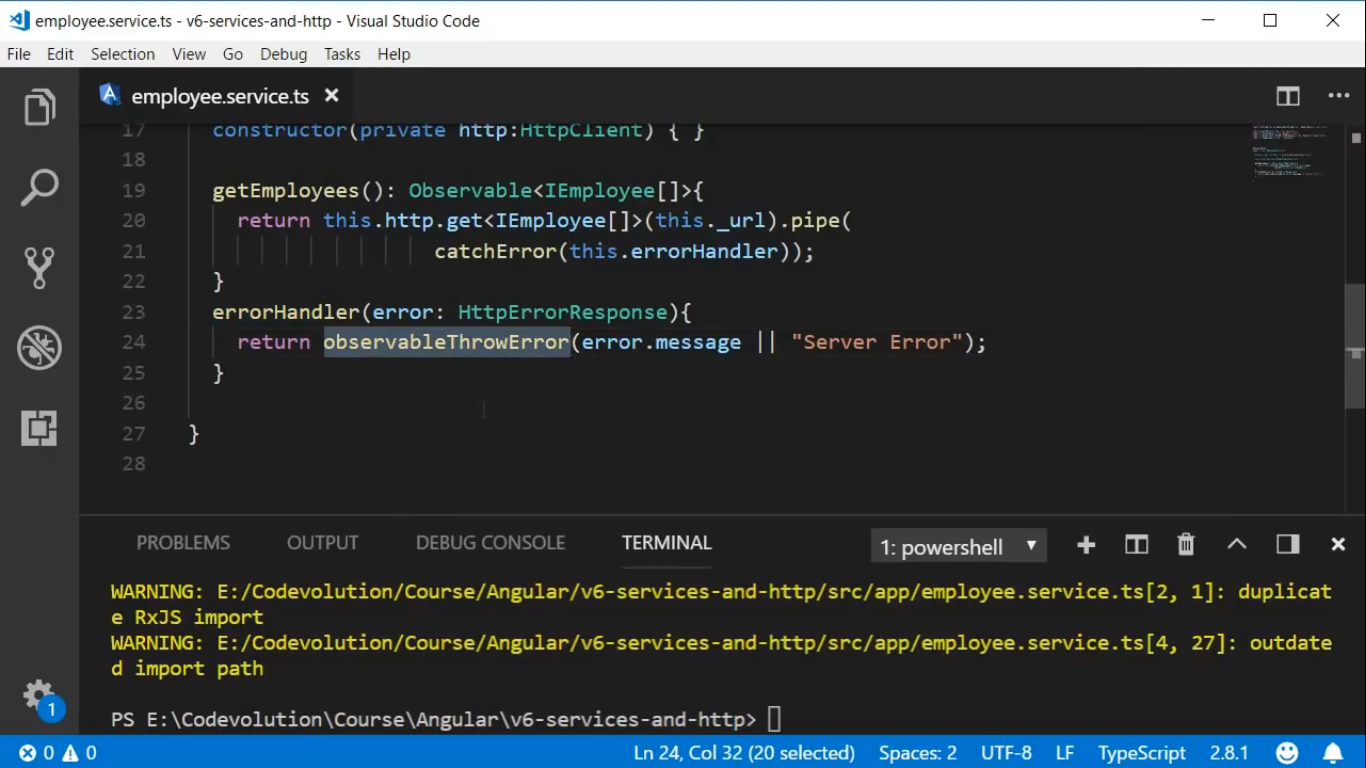 employee.service.ts - v6-services-and-http - Visual Studio Code
File Edit Selection View Go Debug Tasks Help
employee.service.ts ×
17 constructor(private http:HttpClient) { }
18
19 getEmployees(): Observable<IEmployee[]>{
20 return this.http.get<IEmployee[]>(this._url).pipe(
21 catchError(this.errorHandler));
22 }
23 errorHandler(error: HttpErrorResponse){
24 return observableThrowError(error.message || "Server Error");
25 }
26
27 }
28
PROBLEMS OUTPUT DEBUG CONSOLE TERMINAL 1: powershell
WARNING: E:/Codevolution/Course/Angular/v6-services-and-http/src/app/employee.service.ts[2, 1]: duplicat
e RxJS import
WARNING: E:/Codevolution/Course/Angular/v6-services-and-http/src/app/employee.service.ts[4, 27]: outdate
d import path
PS E:\Codevolution\Course\Angular\v6-services-and-http>
1
0 0 Ln 24, Col 32 (20 selected) Spaces: 2 UTF-8 LF TypeScript 2.8.1